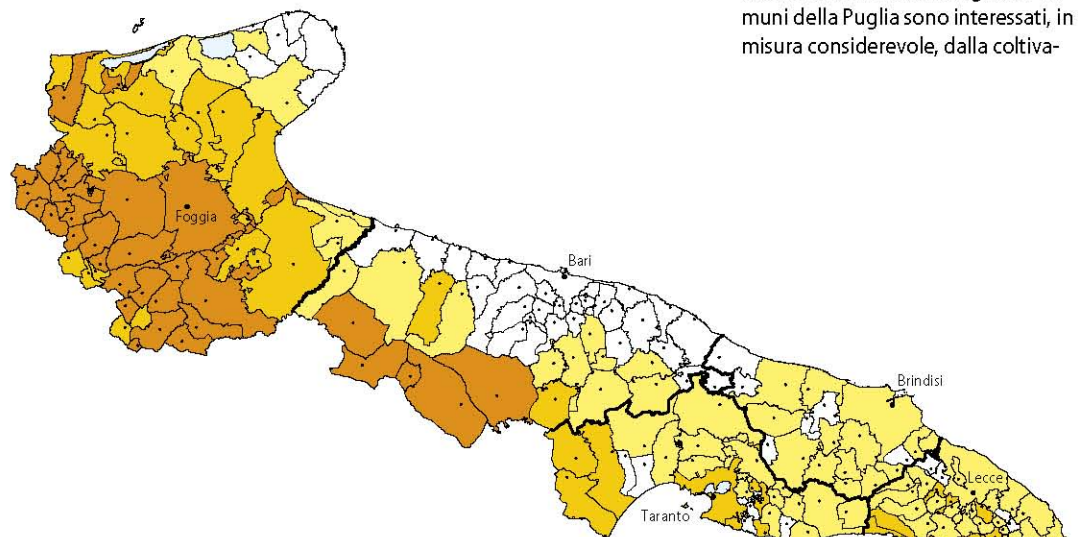 muni della Puglia sono interessati, in
misura considerevole, dalla coltiva-
Foggia
Bari
Brindisi
Lecce
Taranto